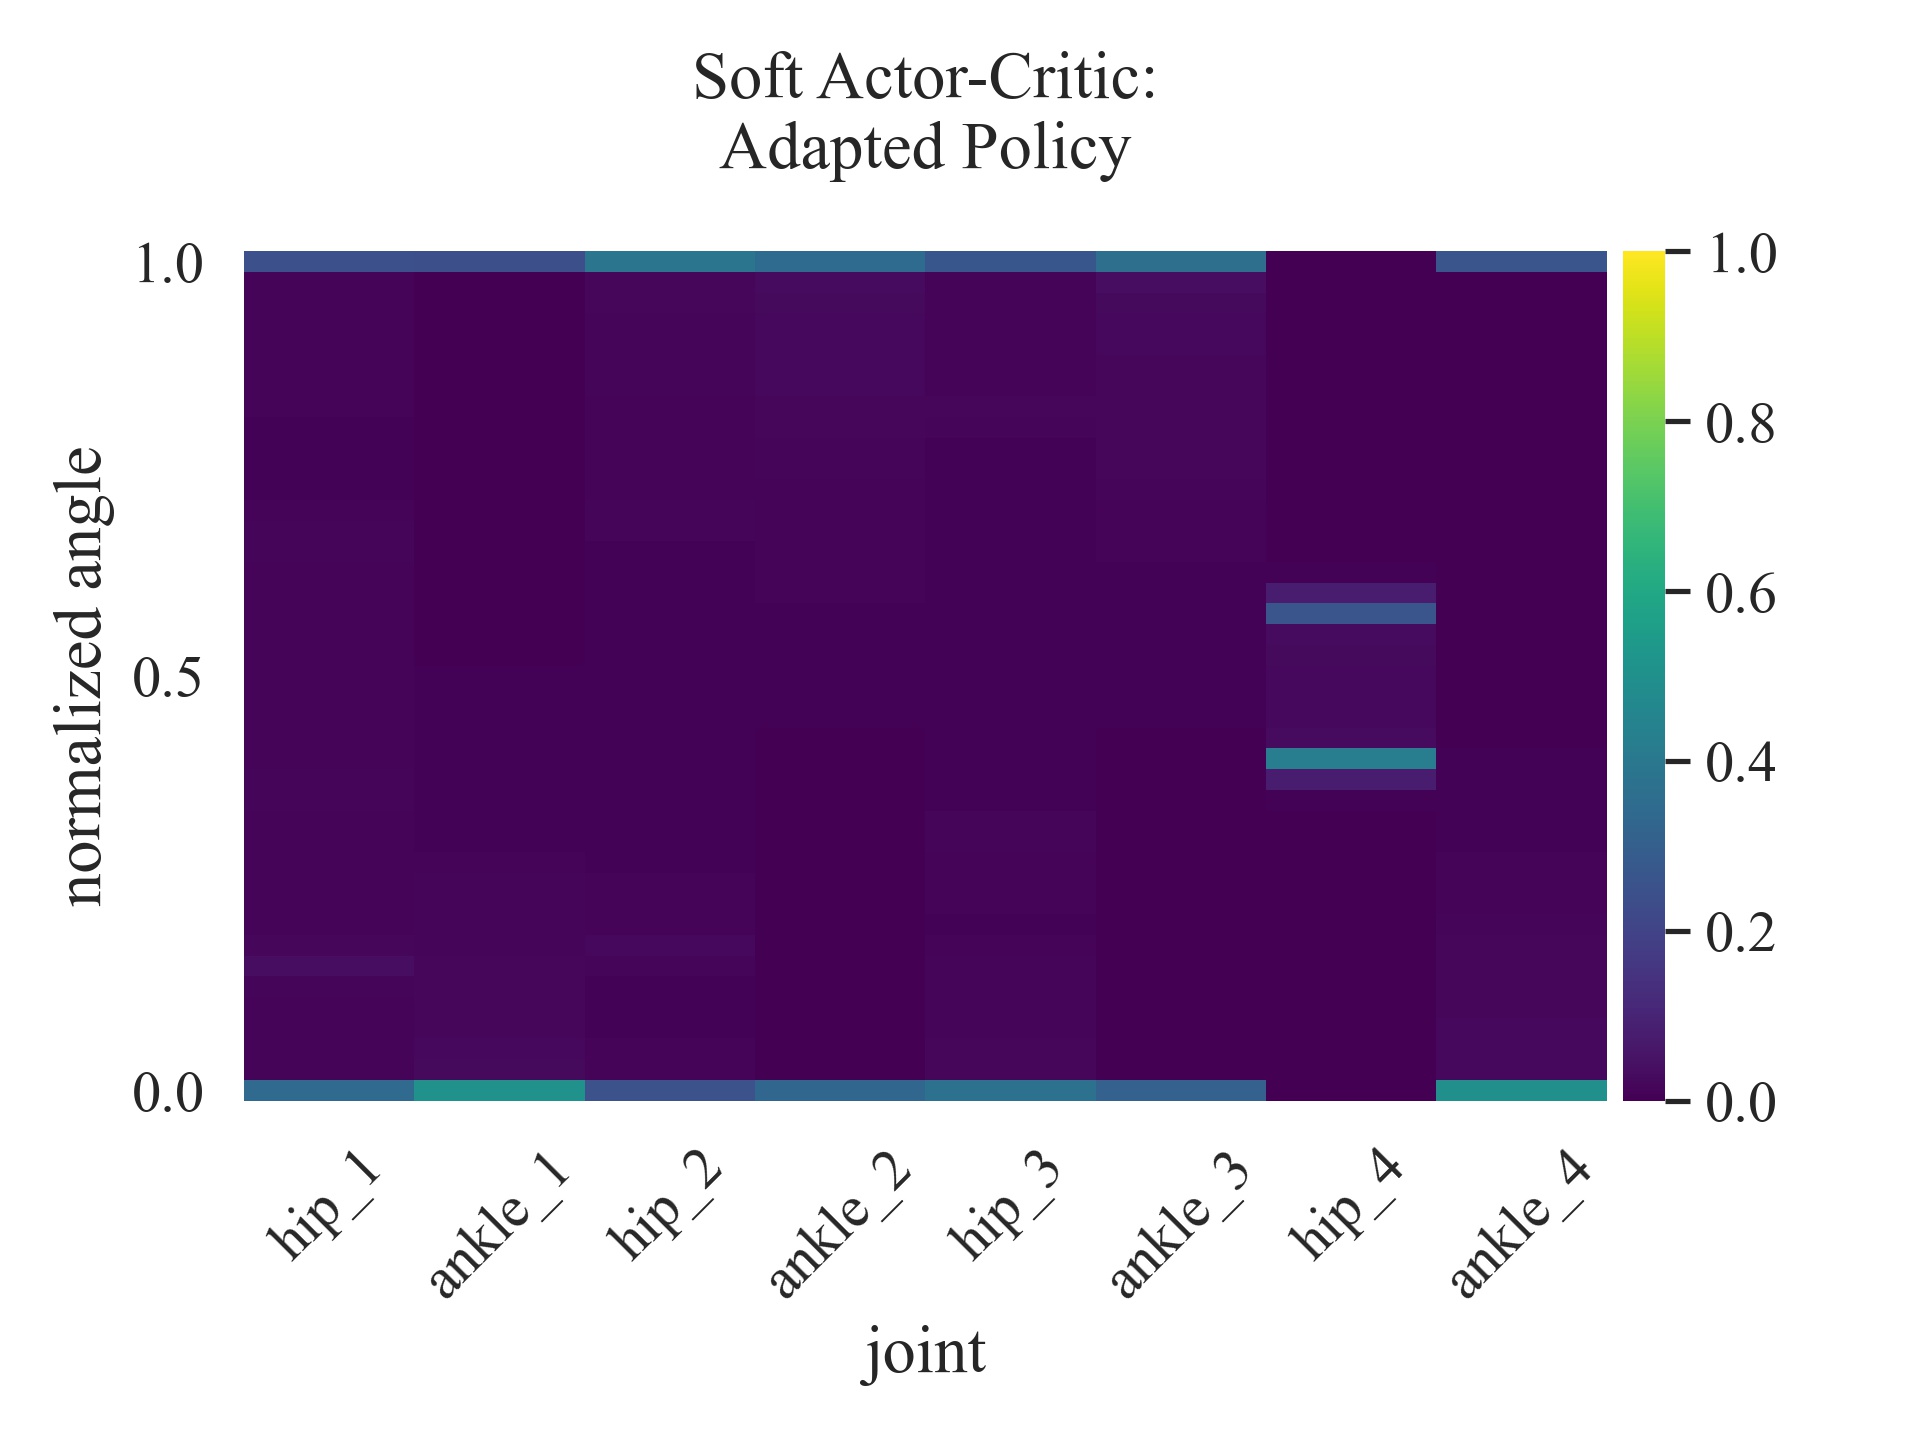 Soft Actor-Critic:
Adapted Policy
normalized angle
1.0
0.5
0.0
hip_1
ankle_1
hip_2
ankle_2
hip_3
ankle_3
hip_4
ankle_4
joint
1.0
0.8
0.6
0.4
0.2
0.0